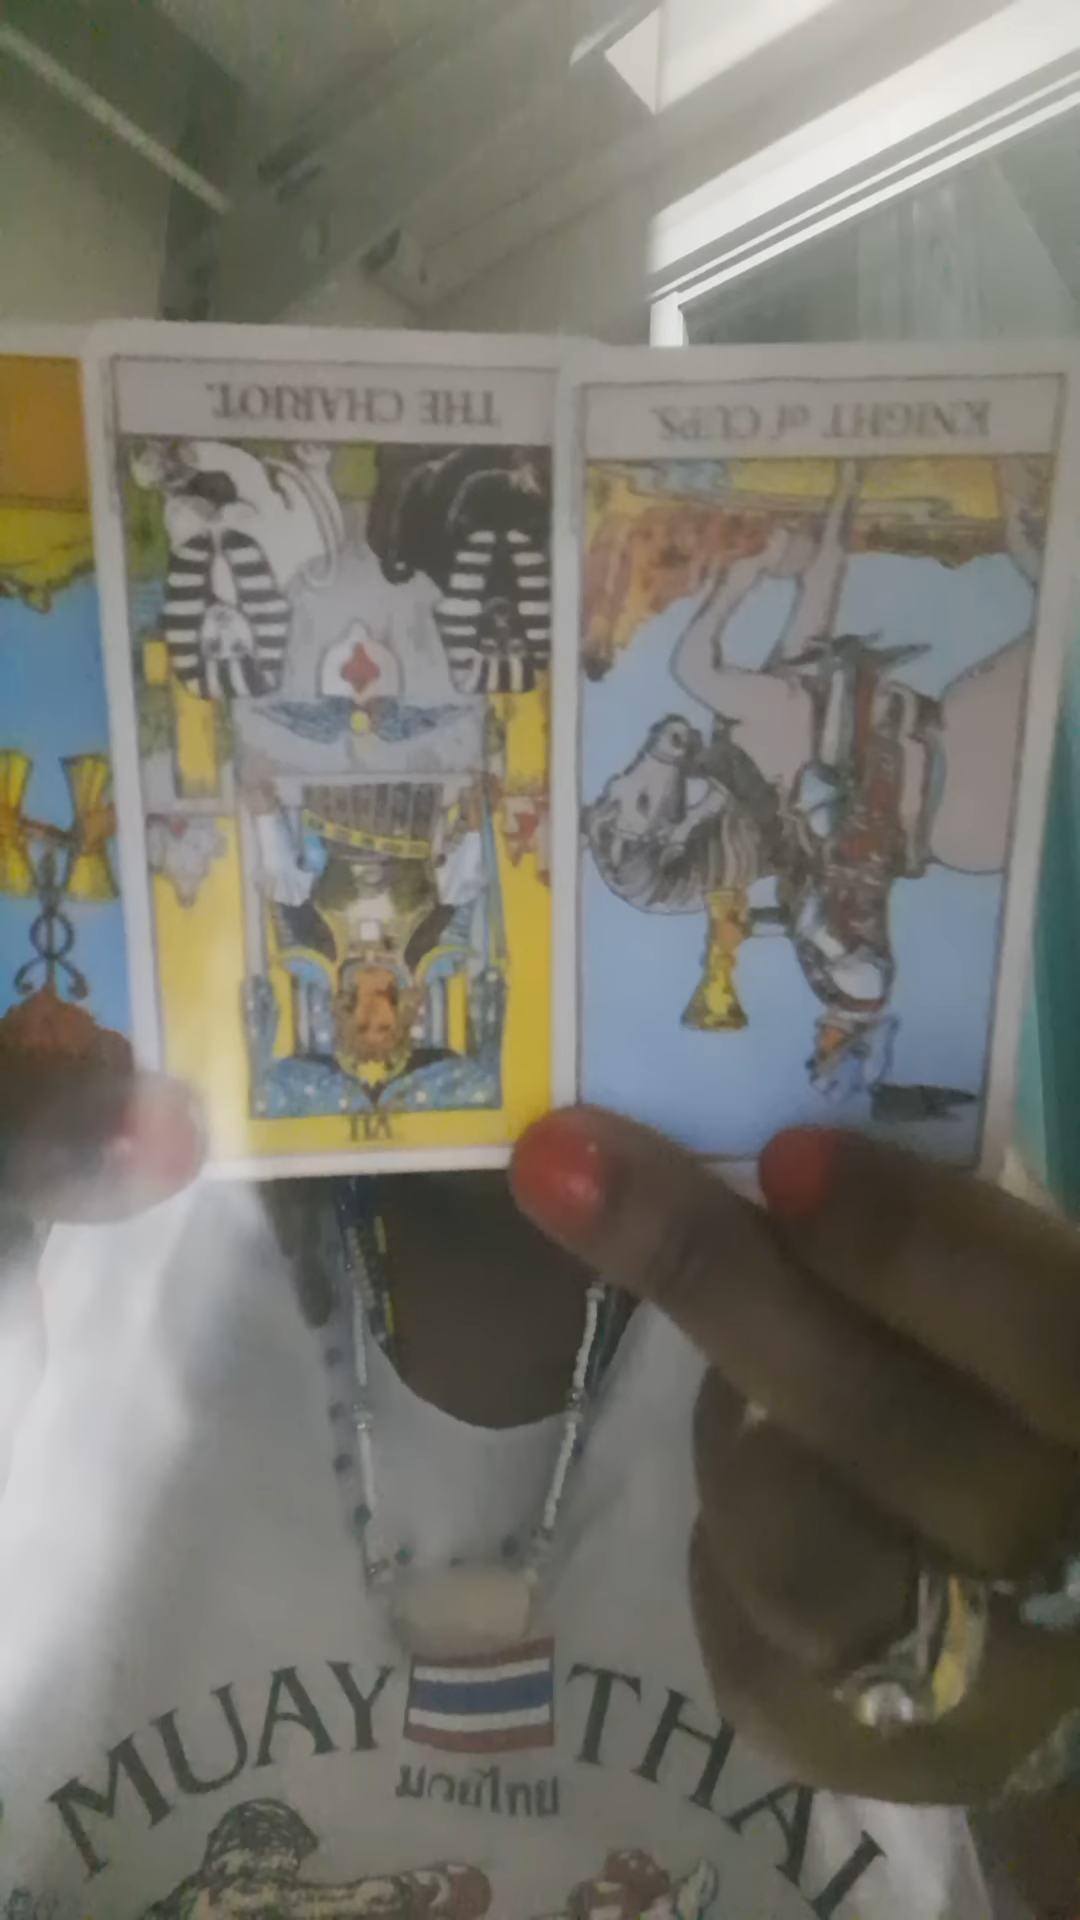 THE CHARIOT.
KNIGHT of CUPS.
VII
MUAY THAI
มวยไทย